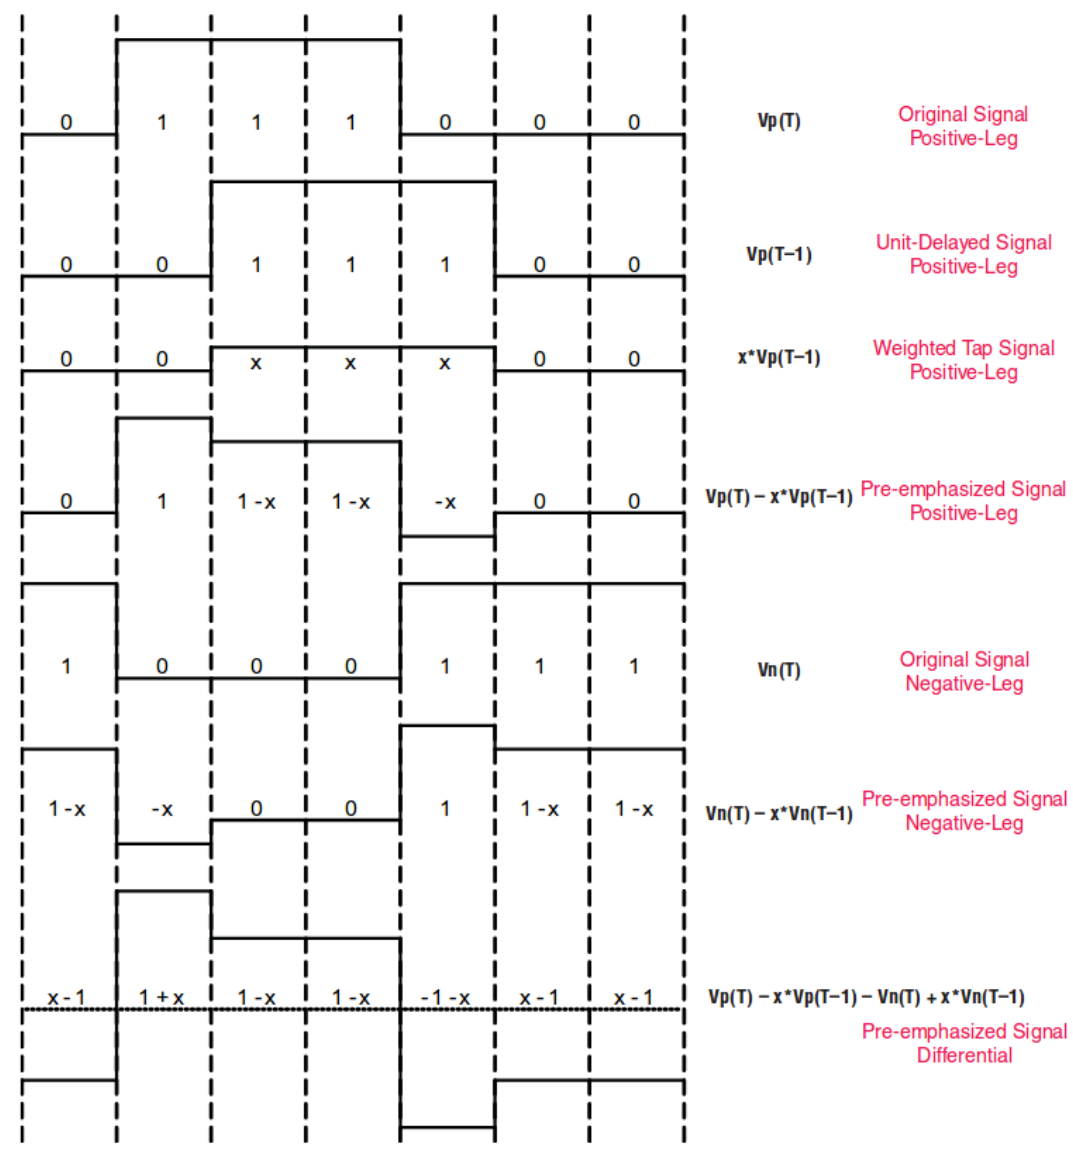 0 1 1 1 0 0 0 Vp(T) Original Signal
Positive-Leg
0 0 1 1 1 0 0 Vp(T–1) Unit-Delayed Signal
Positive-Leg
0 0 x x x 0 0 x*Vp(T–1) Weighted Tap Signal
Positive-Leg
0 1 1 -x 1 -x -x 0 0 Vp(T) – x*Vp(T–1) Pre-emphasized Signal
Positive-Leg
1 0 0 0 1 1 1 Vn(T) Original Signal
Negative-Leg
1 -x -x 0 0 1 1 -x 1 -x Vn(T) – x*Vn(T–1) Pre-emphasized Signal
Negative-Leg
x - 1 1 + x 1 -x 1 -x -1 -x x - 1 x - 1 Vp(T) – x*Vp(T–1) – Vn(T) + x*Vn(T–1)
Pre-emphasized Signal
Differential